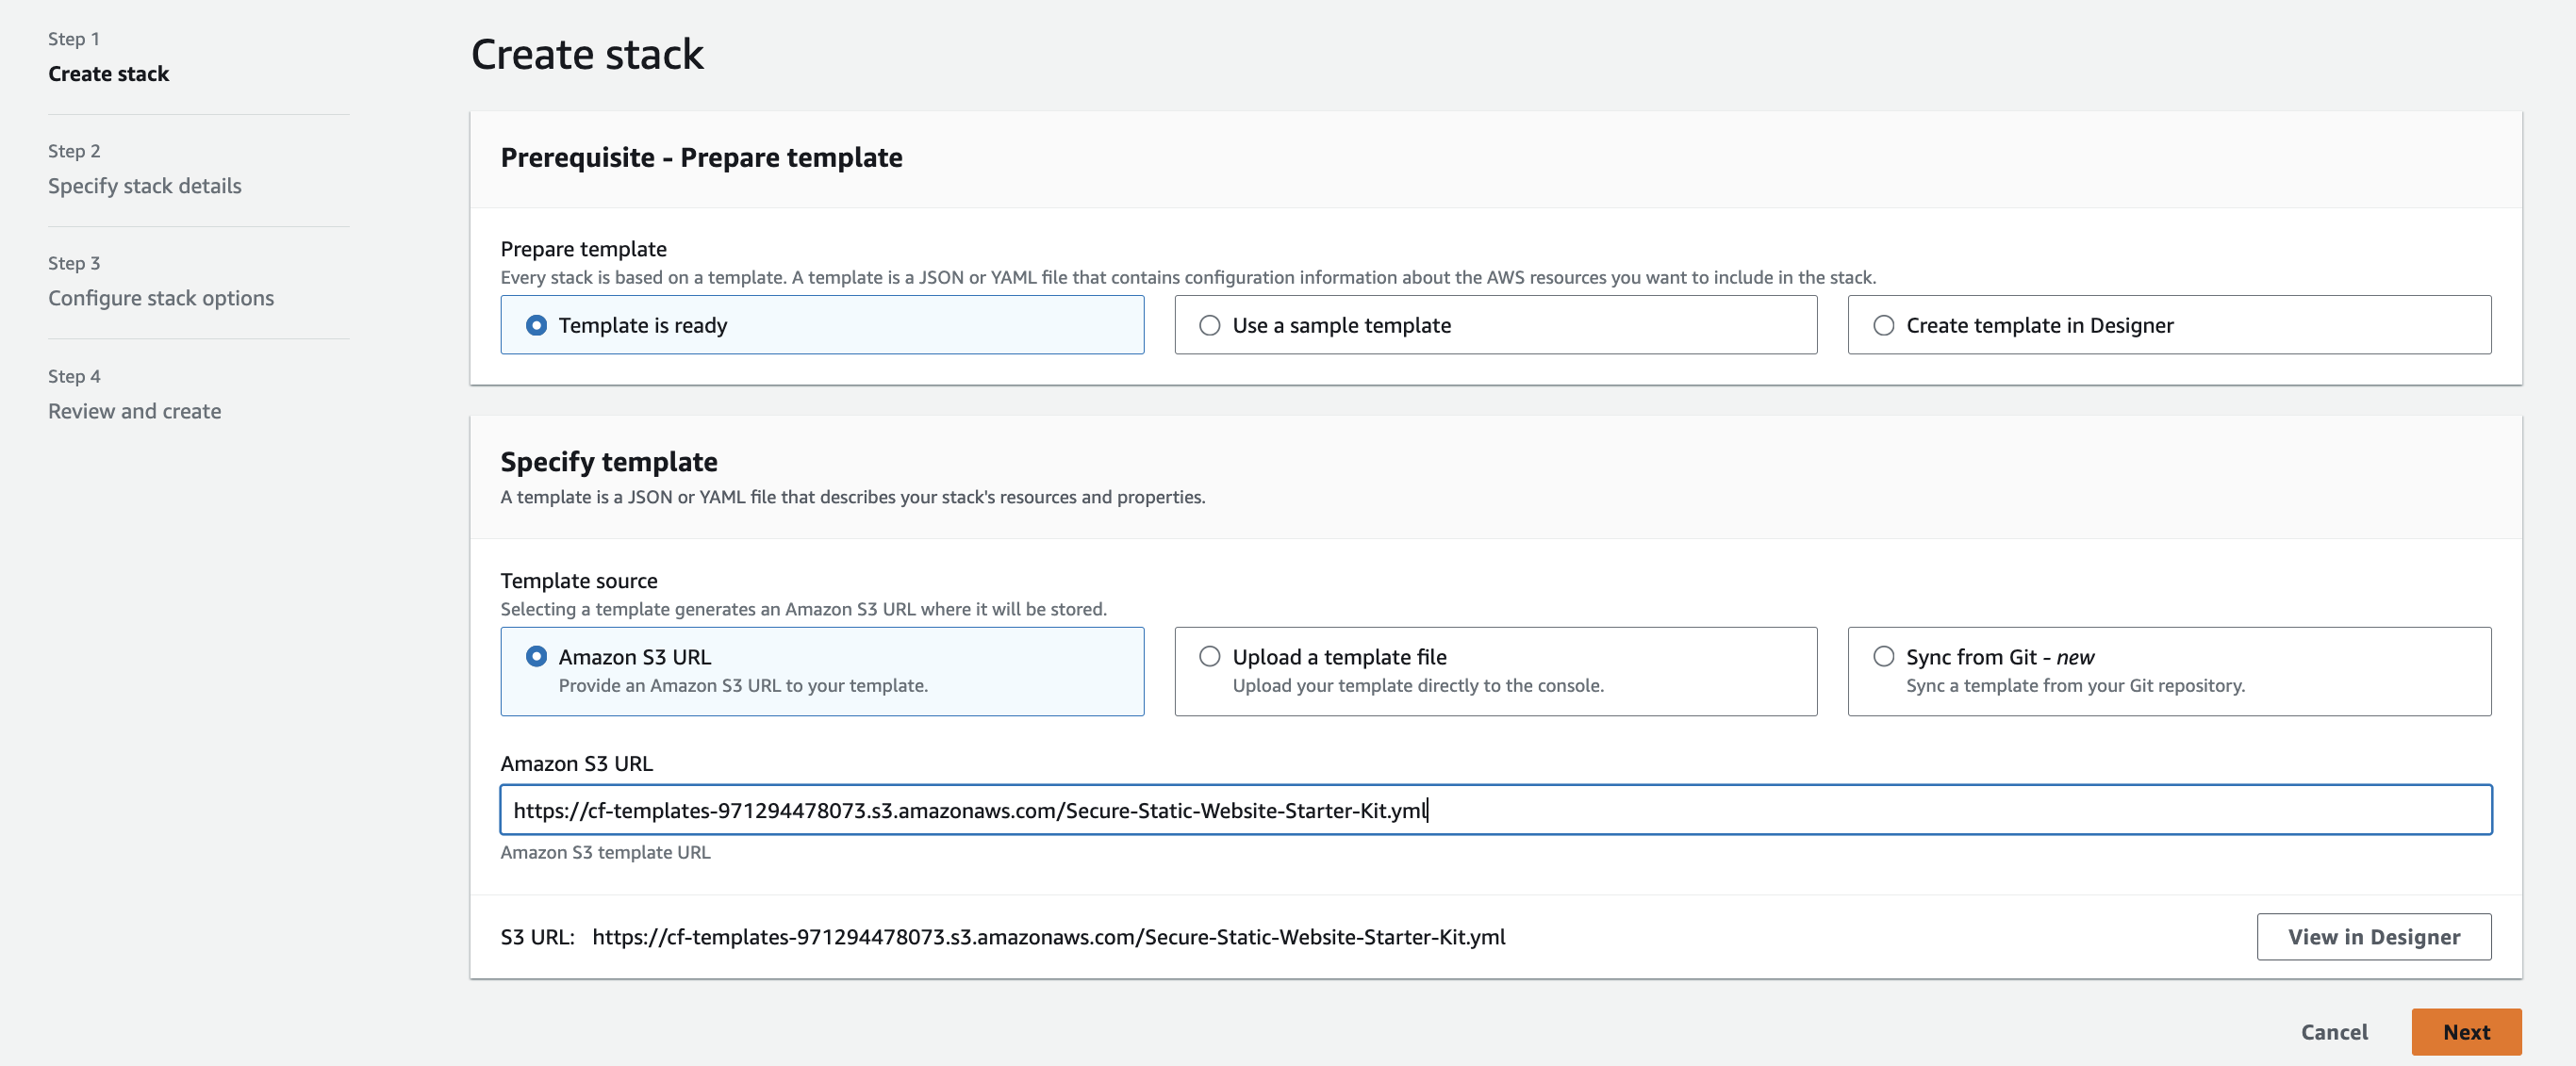 Step 1
Create stack
Step 2
Specify stack details
Step 3
Configure stack options
Step 4
Review and create
Create stack
Prerequisite - Prepare template
Prepare template
Every stack is based on a template. A template is a JSON or YAML file that contains configuration information about the AWS resources you want to include in the stack.
Template is ready
Use a sample template
Create template in Designer
Specify template
A template is a JSON or YAML file that describes your stack's resources and properties.
Template source
Selecting a template generates an Amazon S3 URL where it will be stored.
Amazon S3 URL
Provide an Amazon S3 URL to your template.
Upload a template file
Upload your template directly to the console.
Sync from Git - new
Sync a template from your Git repository.
Amazon S3 URL
https://cf-templates-971294478073.s3.amazonaws.com/Secure-Static-Website-Starter-Kit.yml
Amazon S3 template URL
S3 URL: https://cf-templates-971294478073.s3.amazonaws.com/Secure-Static-Website-Starter-Kit.yml
View in Designer
Cancel
Next